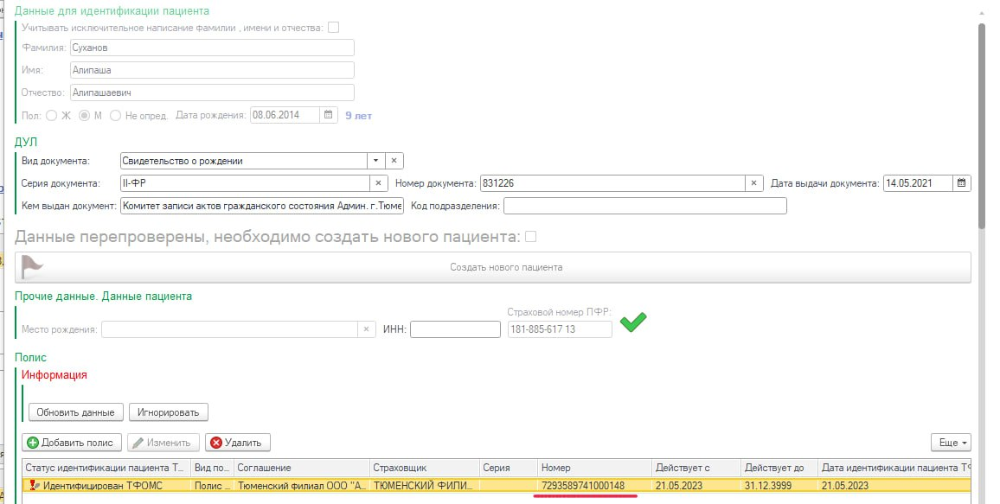 Данные для идентификации пациента
Учитывать исключительное написание фамилии , имени и отчества:
Фамилия: Суханов
Имя: Алипаша
Отчество: Алипашаевич
Пол: Ж М Не опред. Дата рождения: 08.06.2014 9 лет
ДУЛ
Вид документа: Свидетельство о рождении
Серия документа: II-ФР Номер документа: 831226 Дата выдачи документа: 14.05.2021
Кем выдан документ: Комитет записи актов гражданского состояния Админ. г.Тюме Код подразделения:
Данные перепроверены, необходимо создать нового пациента:
Создать нового пациента
Прочие данные. Данные пациента
Страховой номер ПФР:
Место рождения: ИНН: 181-885-617 13
Полис
Информация
Обновить данные Игнорировать
Добавить полис Изменить Удалить Еще
Статус идентификации пациента Т... Вид по... Соглашение Страховщик Серия Номер Действует с Действует до Дата идентификации пациента ТФ
Идентифицирован ТФОМС Полис ... Тюменский филиал ООО "А... ТЮМЕНСКИЙ ФИЛИ... 7293589741000148 21.05.2023 31.12.3999 21.05.2023